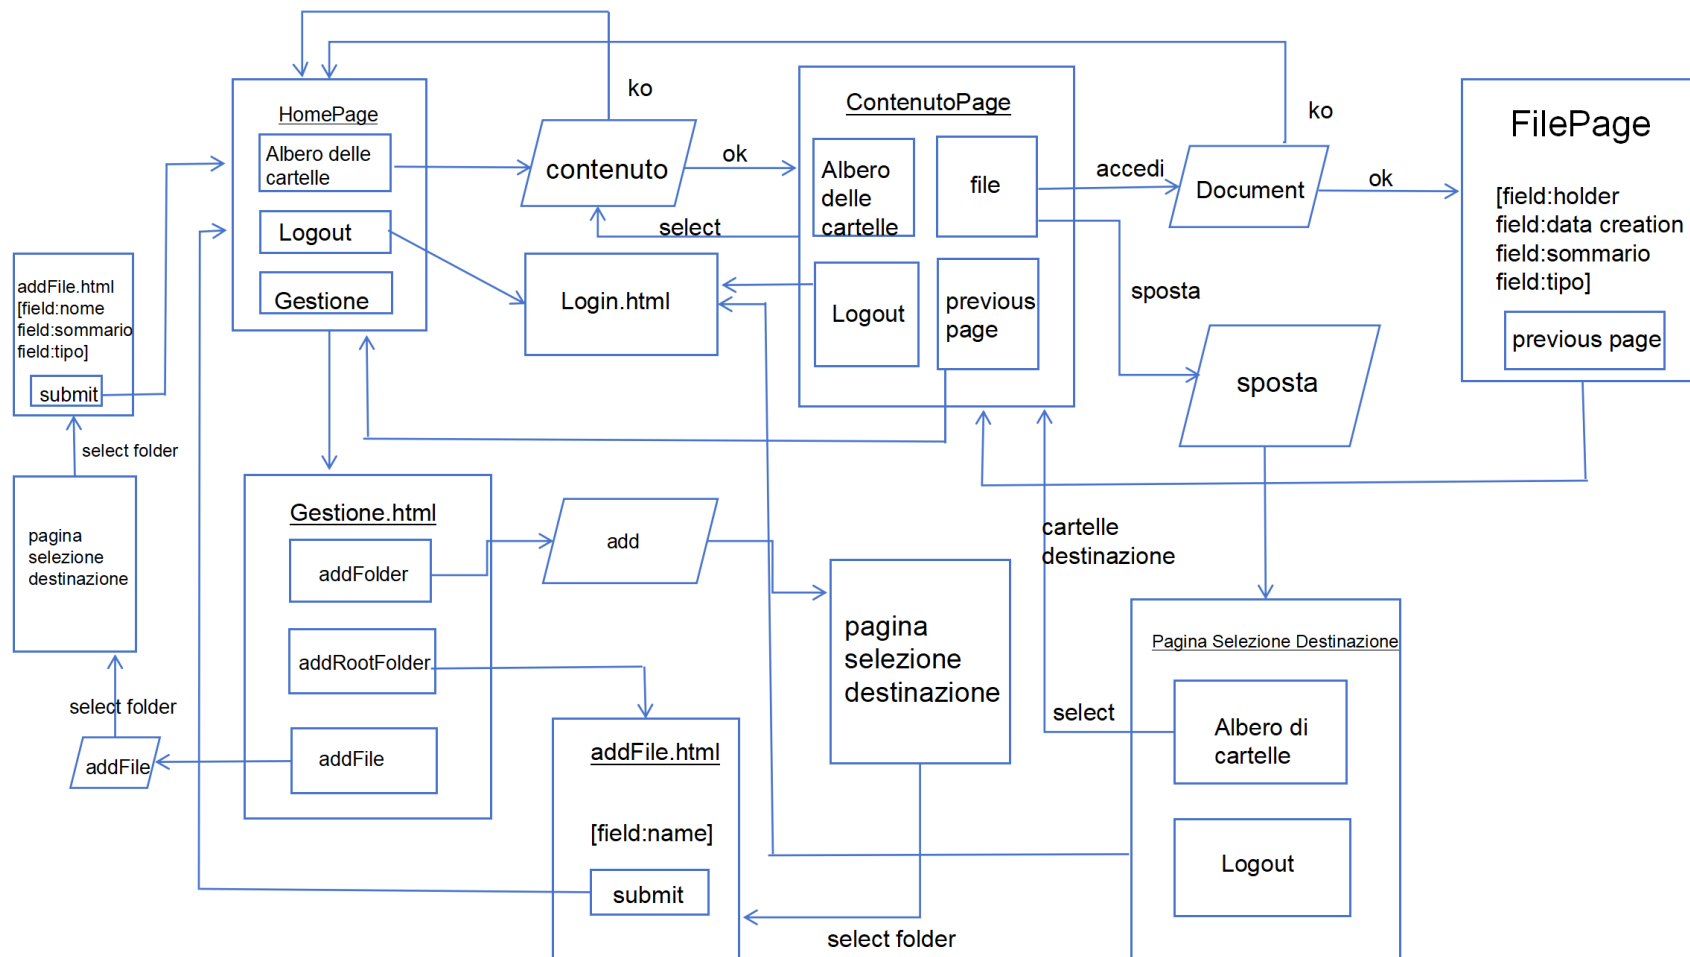 ko
ko
HomePage
Albero delle
cartelle
Logout
Gestione
contenuto
ok
select
Login.html
ContenutoPage
Albero
delle
cartelle
file
Logout
previous
page
accedi
Document
ok
sposta
sposta
FilePage
[field:holder
field:data creation
field:sommario
field:tipo]
previous page
addFile.html
[field:nome
field:sommario
field:tipo]
submit
select folder
pagina
selezione
destinazione
select folder
addFile
Gestione.html
addFolder
addRootFolder
addFile
add
pagina
selezione
destinazione
addFile.html
[field:name]
submit
select folder
cartelle
destinazione
select
Pagina Selezione Destinazione
Albero di
cartelle
Logout